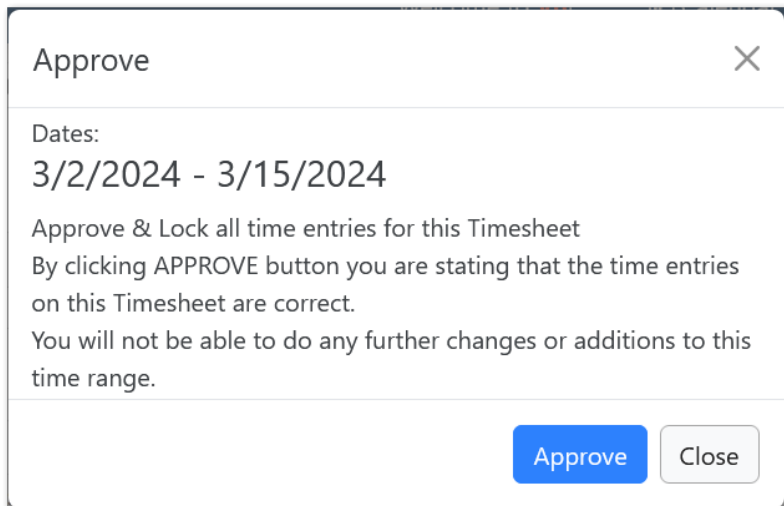 Approve
Dates:
3/2/2024 - 3/15/2024
Approve & Lock all time entries for this Timesheet
By clicking APPROVE button you are stating that the time entries
on this Timesheet are correct.
You will not be able to do any further changes or additions to this
time range.
Approve
Close